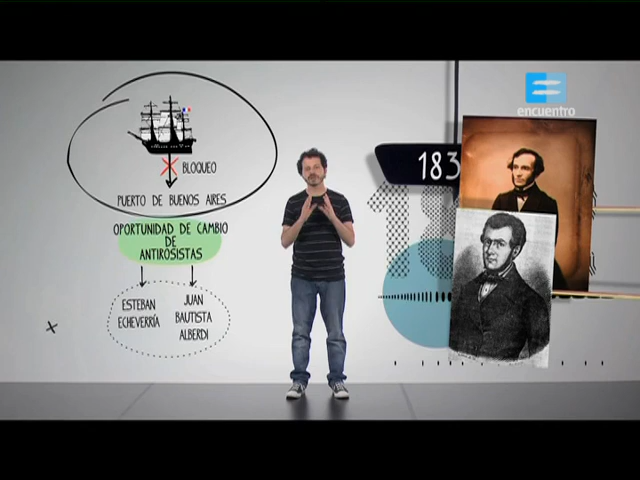 BLOQUEO
PUERTO DE BUENOS AIRES
OPORTUNIDAD DE CAMBIO
DE
ANTIROSISTAS
ESTEBAN
ECHEVERRÍA
JUAN
BAUTISTA
ALBERDI
encuentro
183